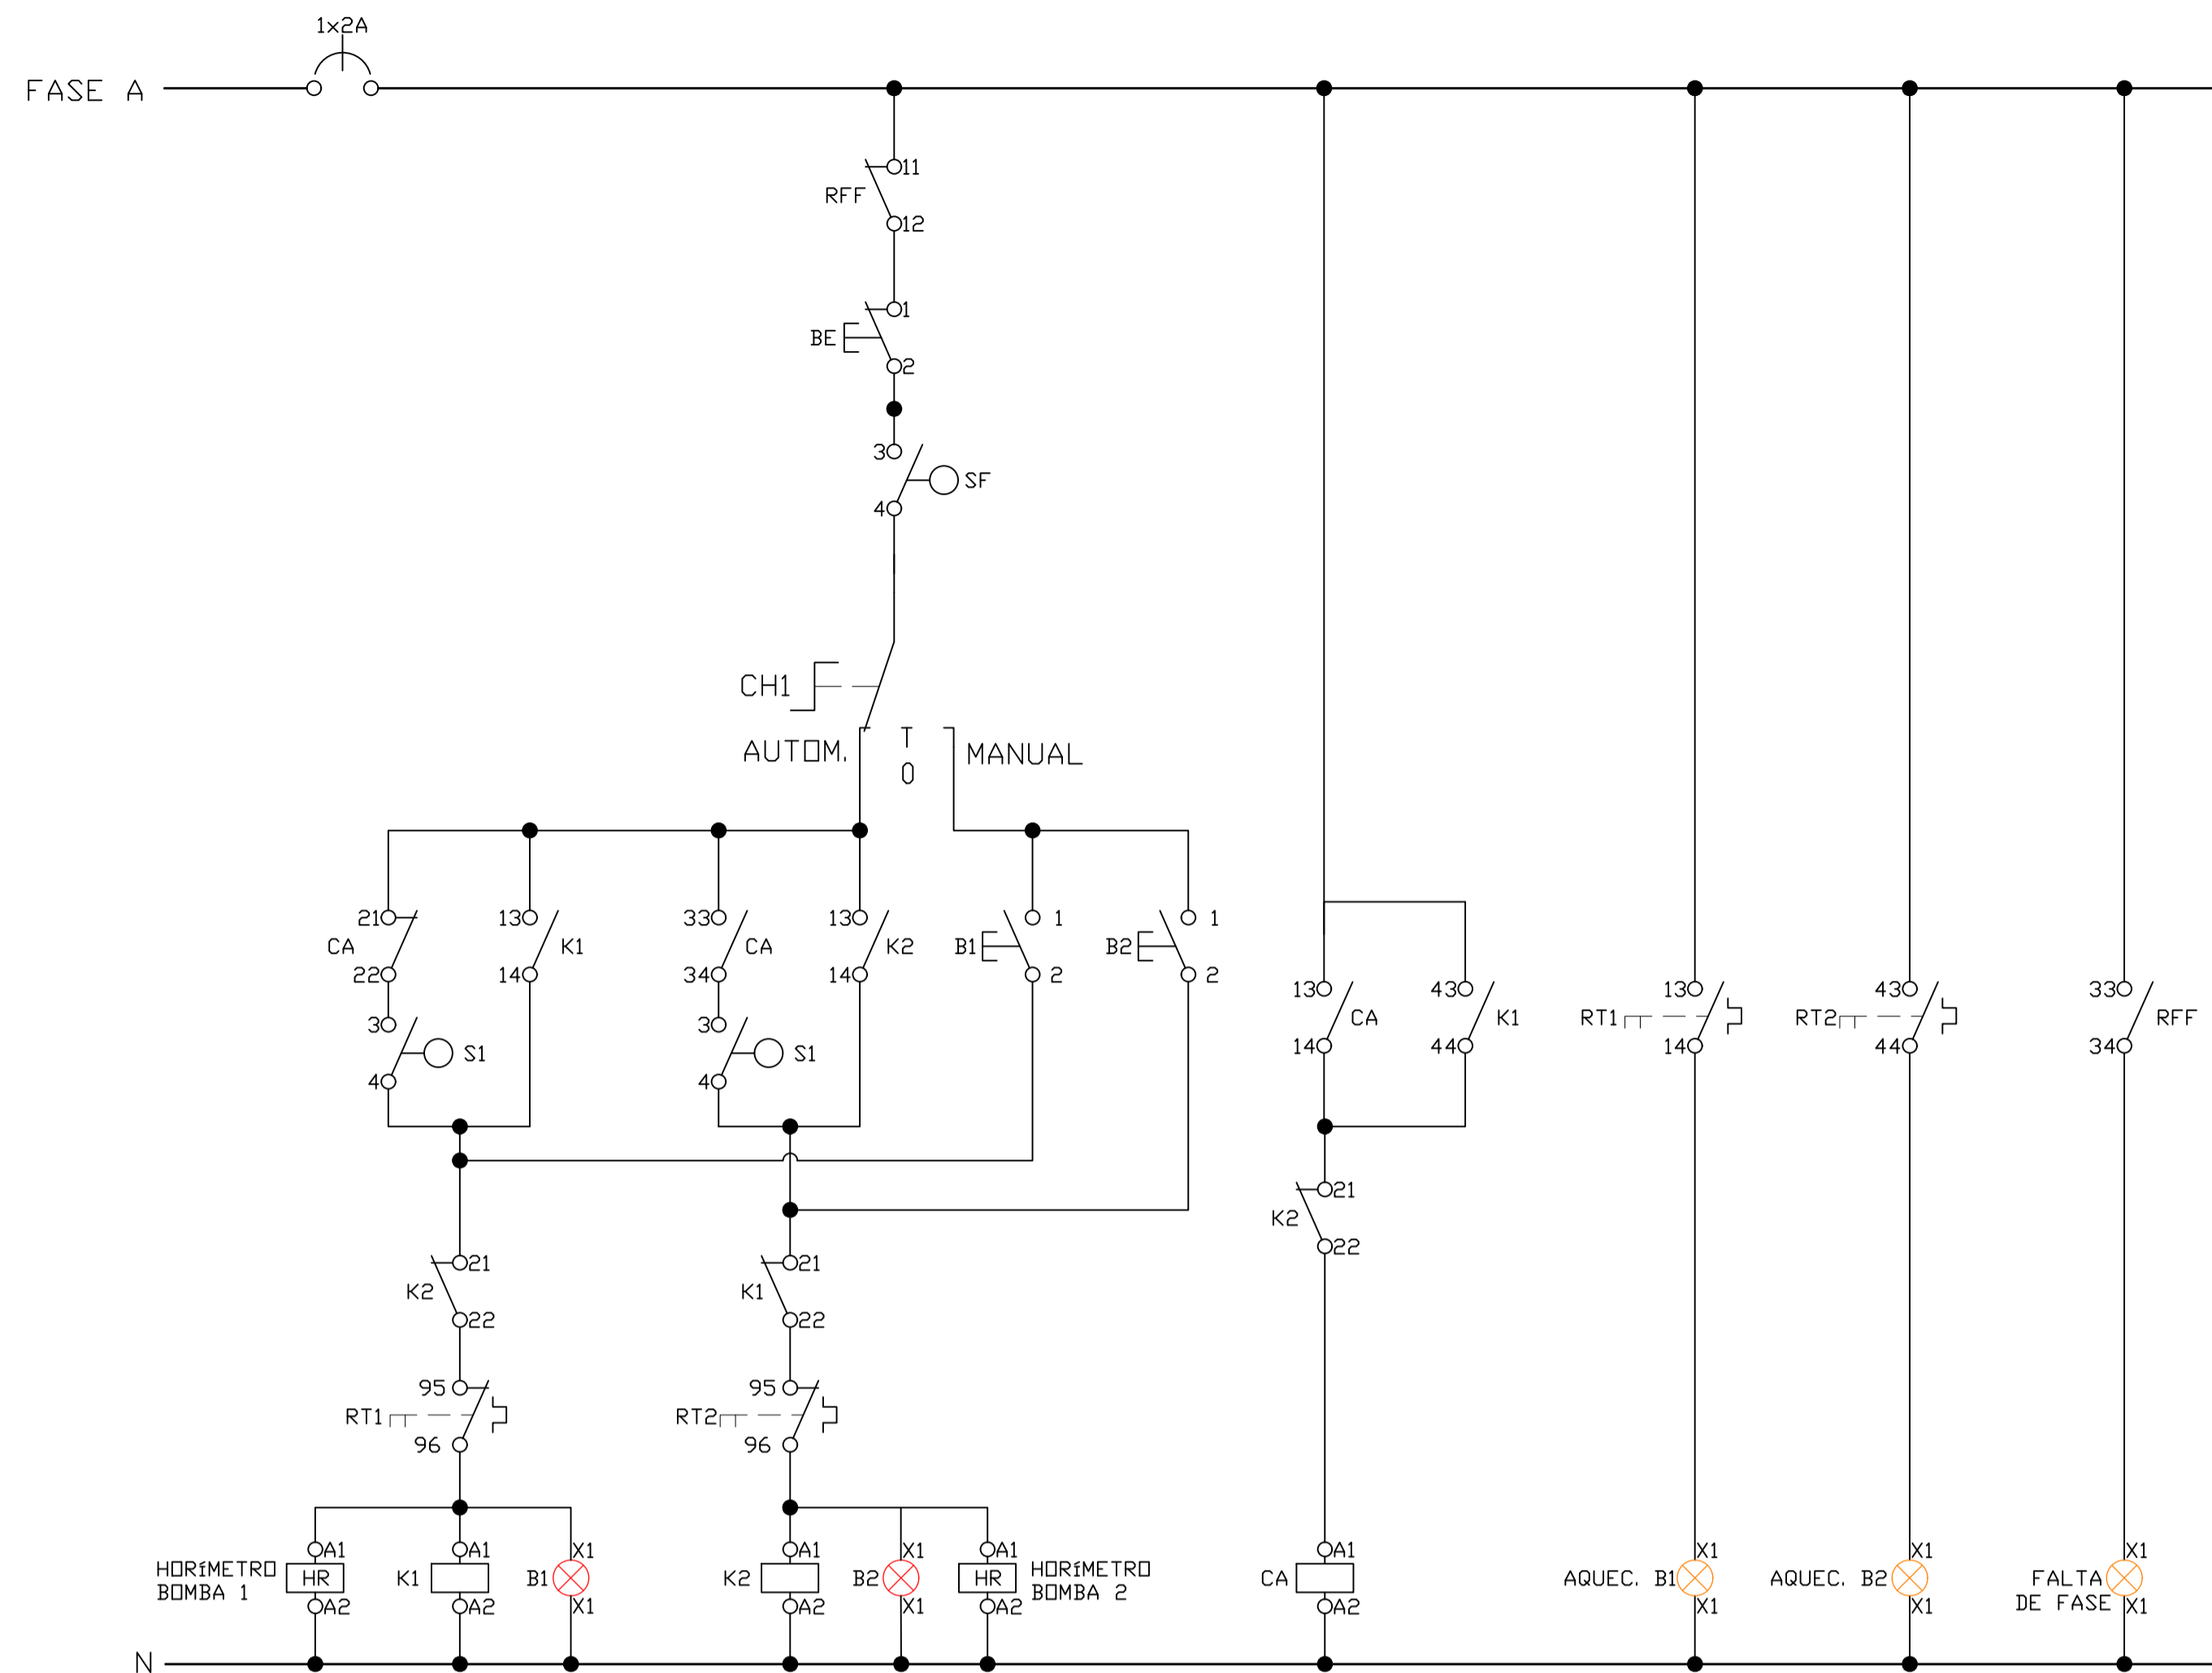 1x2A
FASE A
11
RFF
12
1
BE
2
3
SF
4
CH1
AUTOM.
0
MANUAL
21 13 33 13 1 1
CA K1 CA K2 B1 B2
22 14 34 14 2 2
13 43 13 43 33
CA K1 RT1 RT2 RFF
14 44 14 44 34
3 3
S1 S1
4 4
21
K2
22
21 21
K2 K1
22 22
95 95
RT1 RT2
96 96
A1 A1 X1 A1 X1 A1 A1 X1 X1 X1
HORíMETRO
BOMBA 1
HR
K1
B1
K2
B2
HR
HORíMETRO
BOMBA 2
CA
AQUEC. B1
AQUEC. B2
FALTA
DE FASE
A2 A2 X1 A2 X1 A2 A2 X1 X1 X1
N